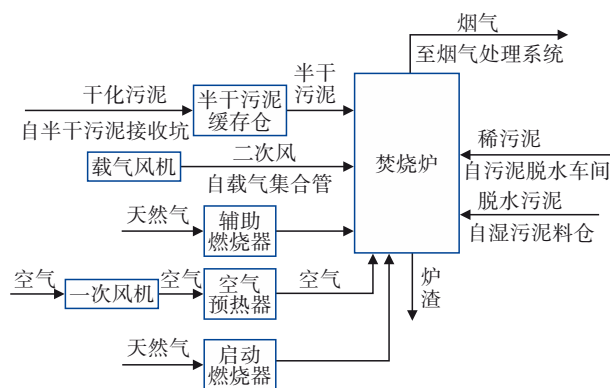 烟气
至烟气处理系统
干化污泥
自半干污泥接收坑
半干污泥
缓存仓
半干
污泥
焚烧炉
载气风机
二次风
自载气集合管
稀污泥
自污泥脱水车间
脱水污泥
自湿污泥料仓
天然气
辅助
燃烧器
空气
一次风机
空气
空气
预热器
空气
炉
渣
天然气
启动
燃烧器